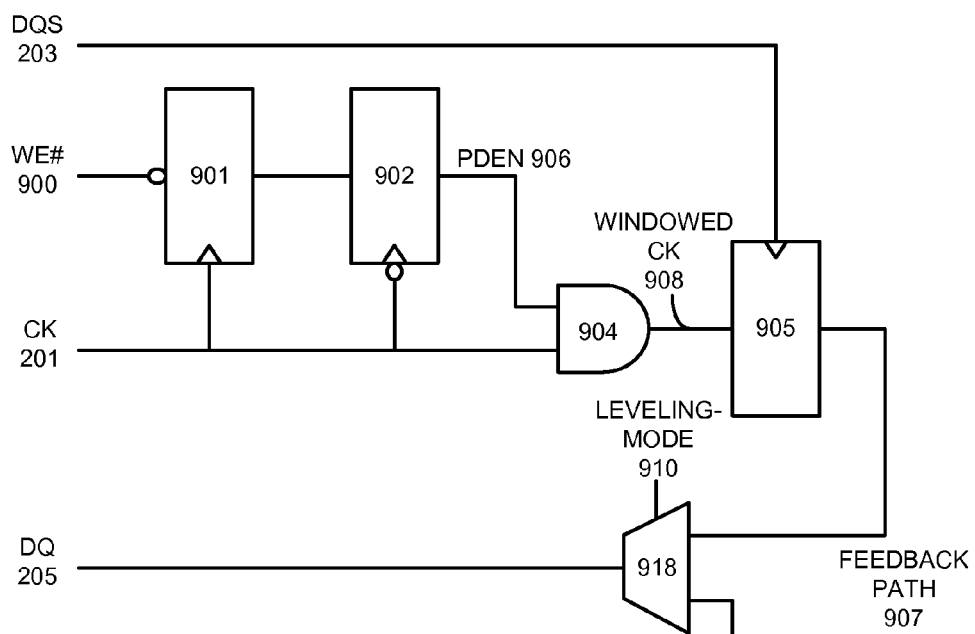 DQS
203
WE#
900
901
902
PDEN 906
WINDOWED
CK
908
CK
201
904
905
LEVELING-
MODE
910
DQ
205
918
FEEDBACK
PATH
907